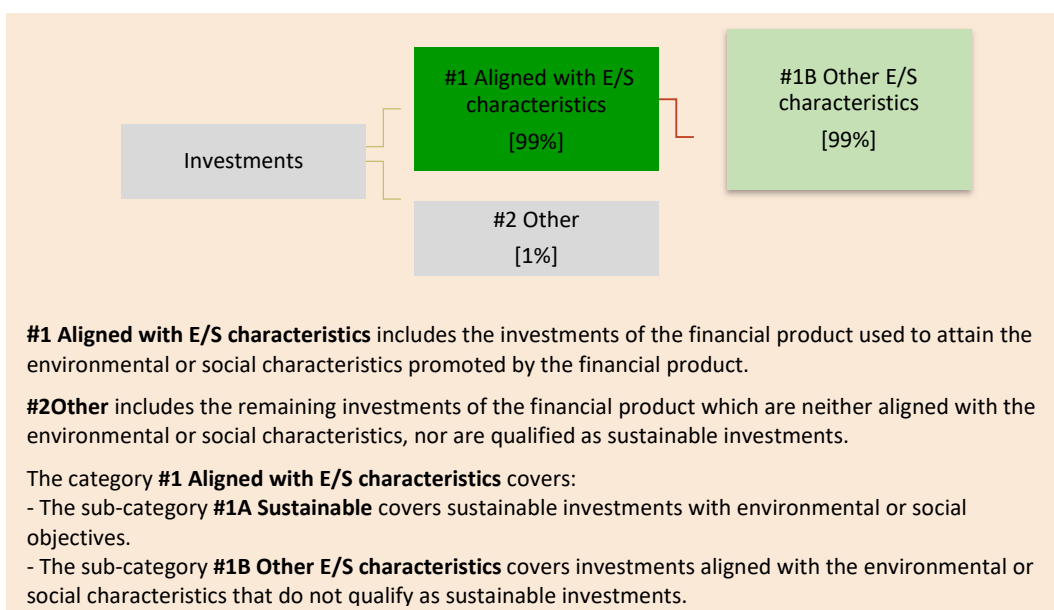 #1 Aligned with E/S
characteristics
[99%]
#1B Other E/S
characteristics
[99%]
Investments
#2 Other
[1%]
#1 Aligned with E/S characteristics includes the investments of the financial product used to attain the
environmental or social characteristics promoted by the financial product.
#2Other includes the remaining investments of the financial product which are neither aligned with the
environmental or social characteristics, nor are qualified as sustainable investments.
The category #1 Aligned with E/S characteristics covers:
- The sub-category #1A Sustainable covers sustainable investments with environmental or social
objectives.
- The sub-category #1B Other E/S characteristics covers investments aligned with the environmental or
social characteristics that do not qualify as sustainable investments.